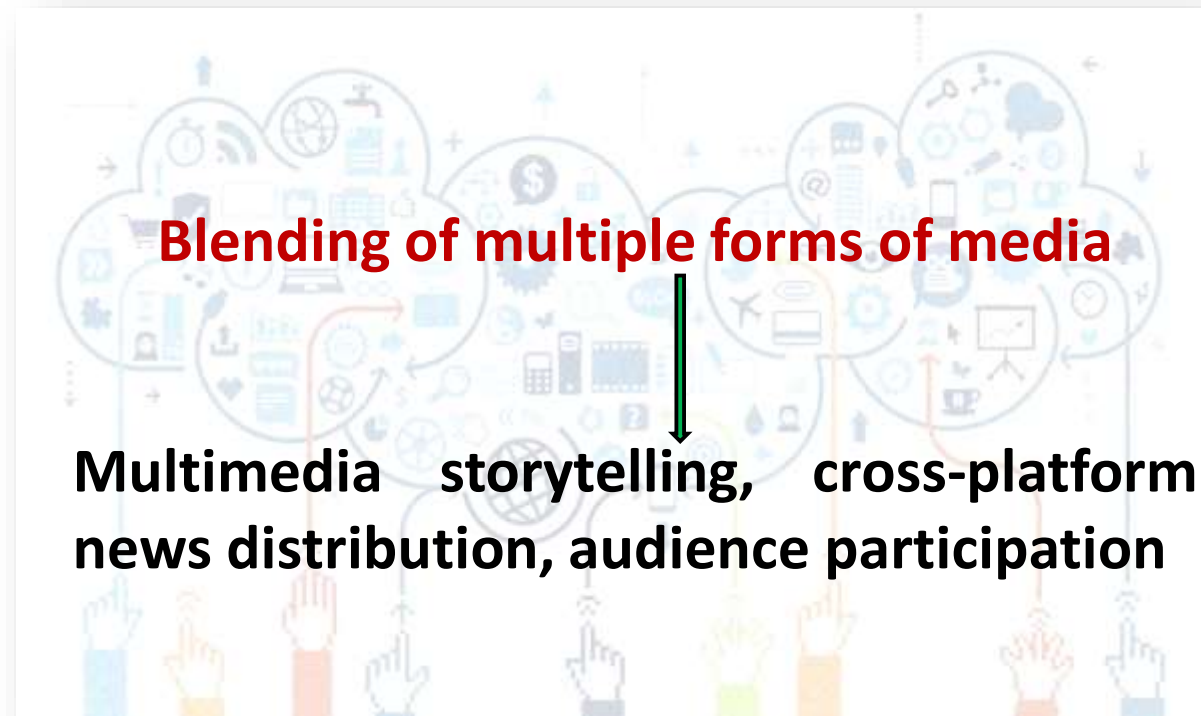 Blending of multiple forms of media
Multimedia storytelling, cross-platform
news distribution, audience participation